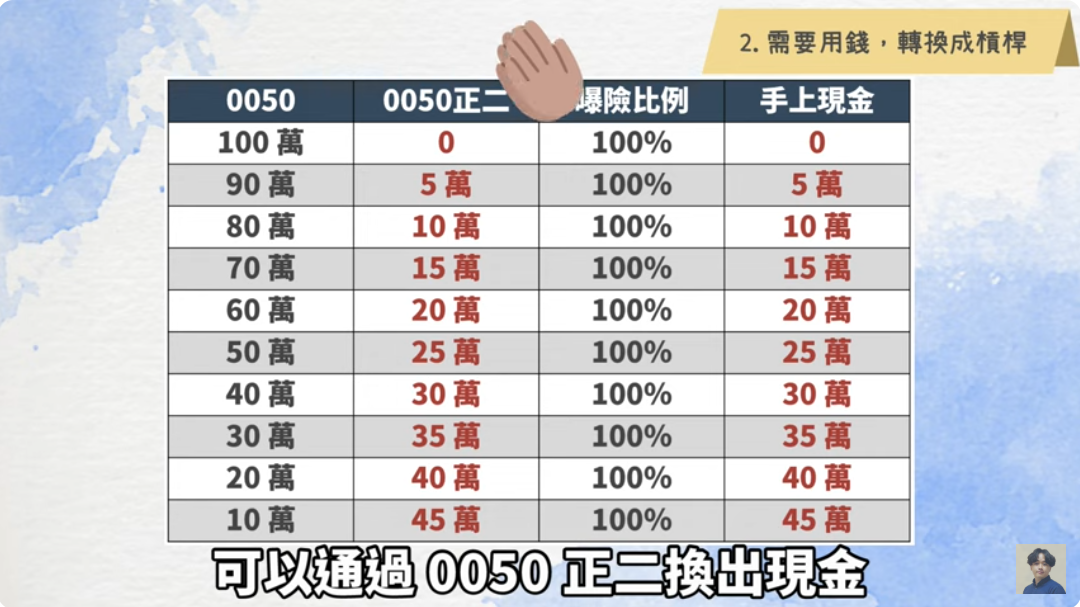 2. 需要用錢，轉換成槓桿
0050 0050正二 曝險比例 手上現金
100 萬 0 100% 0
90 萬 5 萬 100% 5 萬
80 萬 10 萬 100% 10 萬
70 萬 15 萬 100% 15 萬
60 萬 20 萬 100% 20 萬
50 萬 25 萬 100% 25 萬
40 萬 30 萬 100% 30 萬
30 萬 35 萬 100% 35 萬
20 萬 40 萬 100% 40 萬
10 萬 45 萬 100% 45 萬
可以通過 0050 正二換出現金